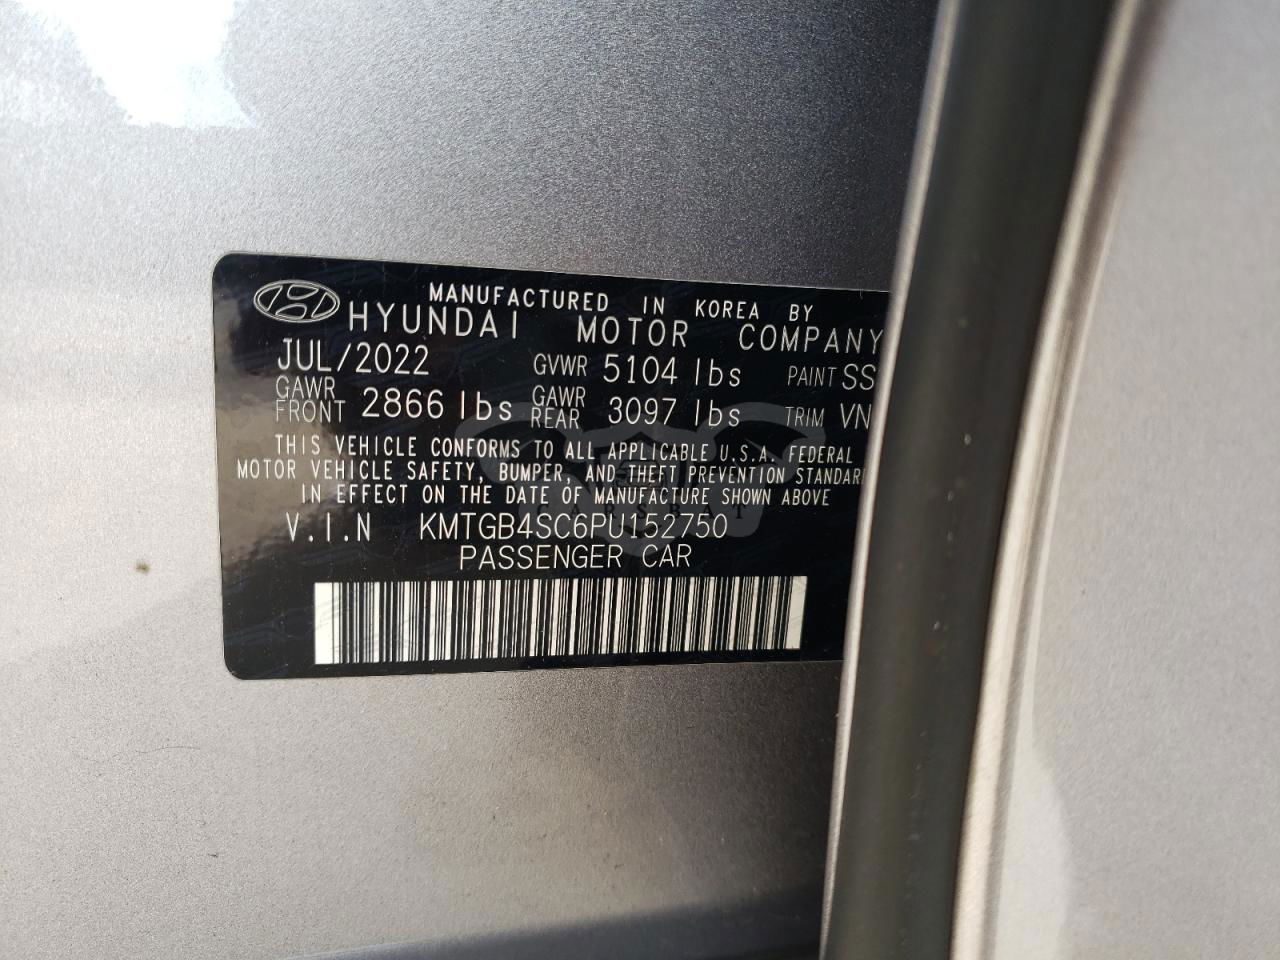 MANUFACTURED IN KOREA BY
HYUNDAI MOTOR COMPANY
JUL/2022 GVWR 5104 lbs PAINT SS
GAWR FRONT 2866 lbs GAWR REAR 3097 lbs TRIM VN
THIS VEHICLE CONFORMS TO ALL APPLICABLE U.S.A. FEDERAL
MOTOR VEHICLE SAFETY, BUMPER, AND THEFT PREVENTION STANDAR
IN EFFECT ON THE DATE OF MANUFACTURE SHOWN ABOVE
CARSBAT
V.I.N KMTGB4SC6PU152750
PASSENGER CAR